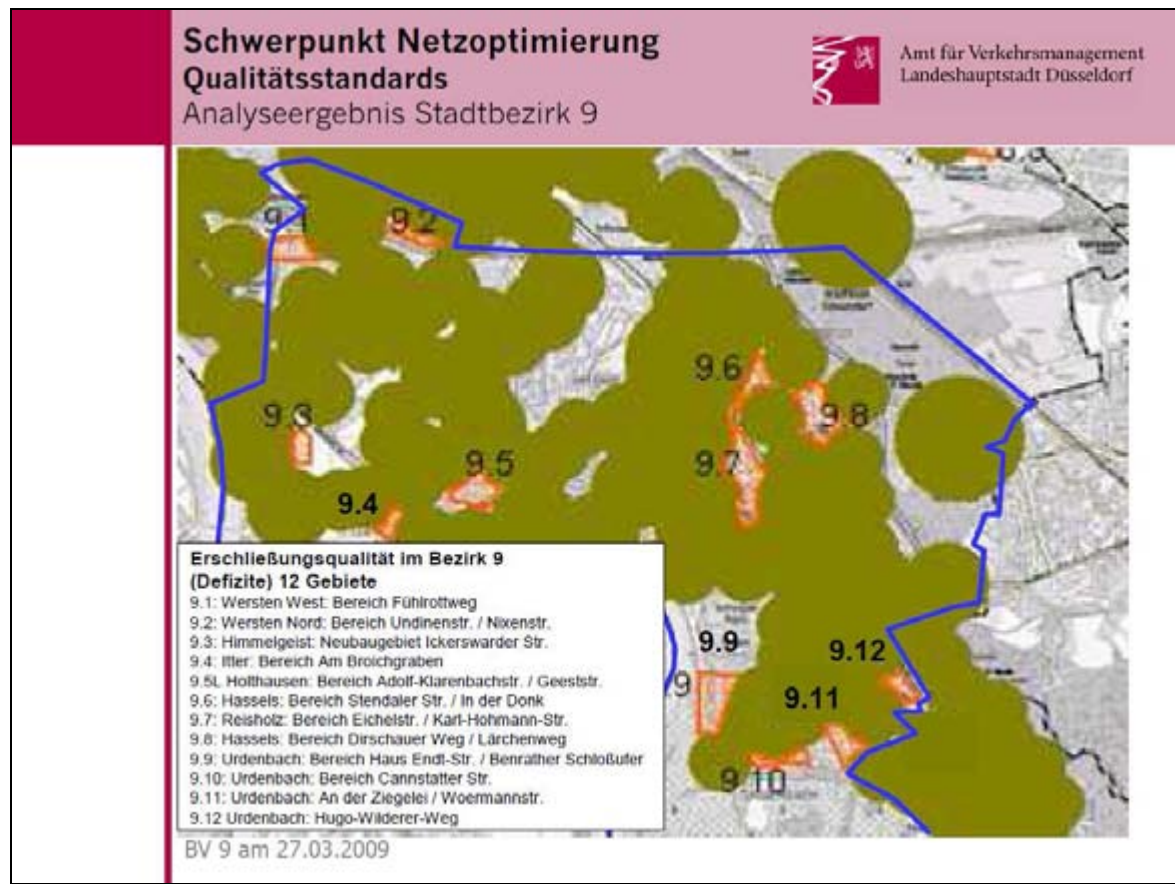 Schwerpunkt Netzoptimierung
Qualitätsstandards
Analyseergebnis Stadtbezirk 9
Amt für Verkehrsmanagement
Landeshauptstadt Düsseldorf
9.1
9.2
9.3
9.4
9.5
9.6
9.7
9.8
9.9
9.12
9.11
9.10
Erschließungsqualität im Bezirk 9
(Defizite) 12 Gebiete
9.1: Wersten West: Bereich Fühlrottweg
9.2: Wersten Nord: Bereich Undinenstr. / Nixenstr.
9.3: Himmelgeist: Neubaugebiet Ickerswarder Str.
9.4: Itter: Bereich Am Broichgraben
9.5L Holthausen: Bereich Adolf-Klarenbachstr. / Geeststr.
9.6: Hassels: Bereich Stendaler Str. / In der Donk
9.7: Reisholz: Bereich Eichelstr. / Karl-Hohmann-Str.
9.8: Hassels: Bereich Dirschauer Weg / Lärchenweg
9.9: Urdenbach: Bereich Haus Endt-Str. / Benrather Schloßufer
9.10: Urdenbach: Bereich Cannstatter Str.
9.11: Urdenbach: An der Ziegelei / Woermannstr.
9.12 Urdenbach: Hugo-Wilderer-Weg
BV 9 am 27.03.2009